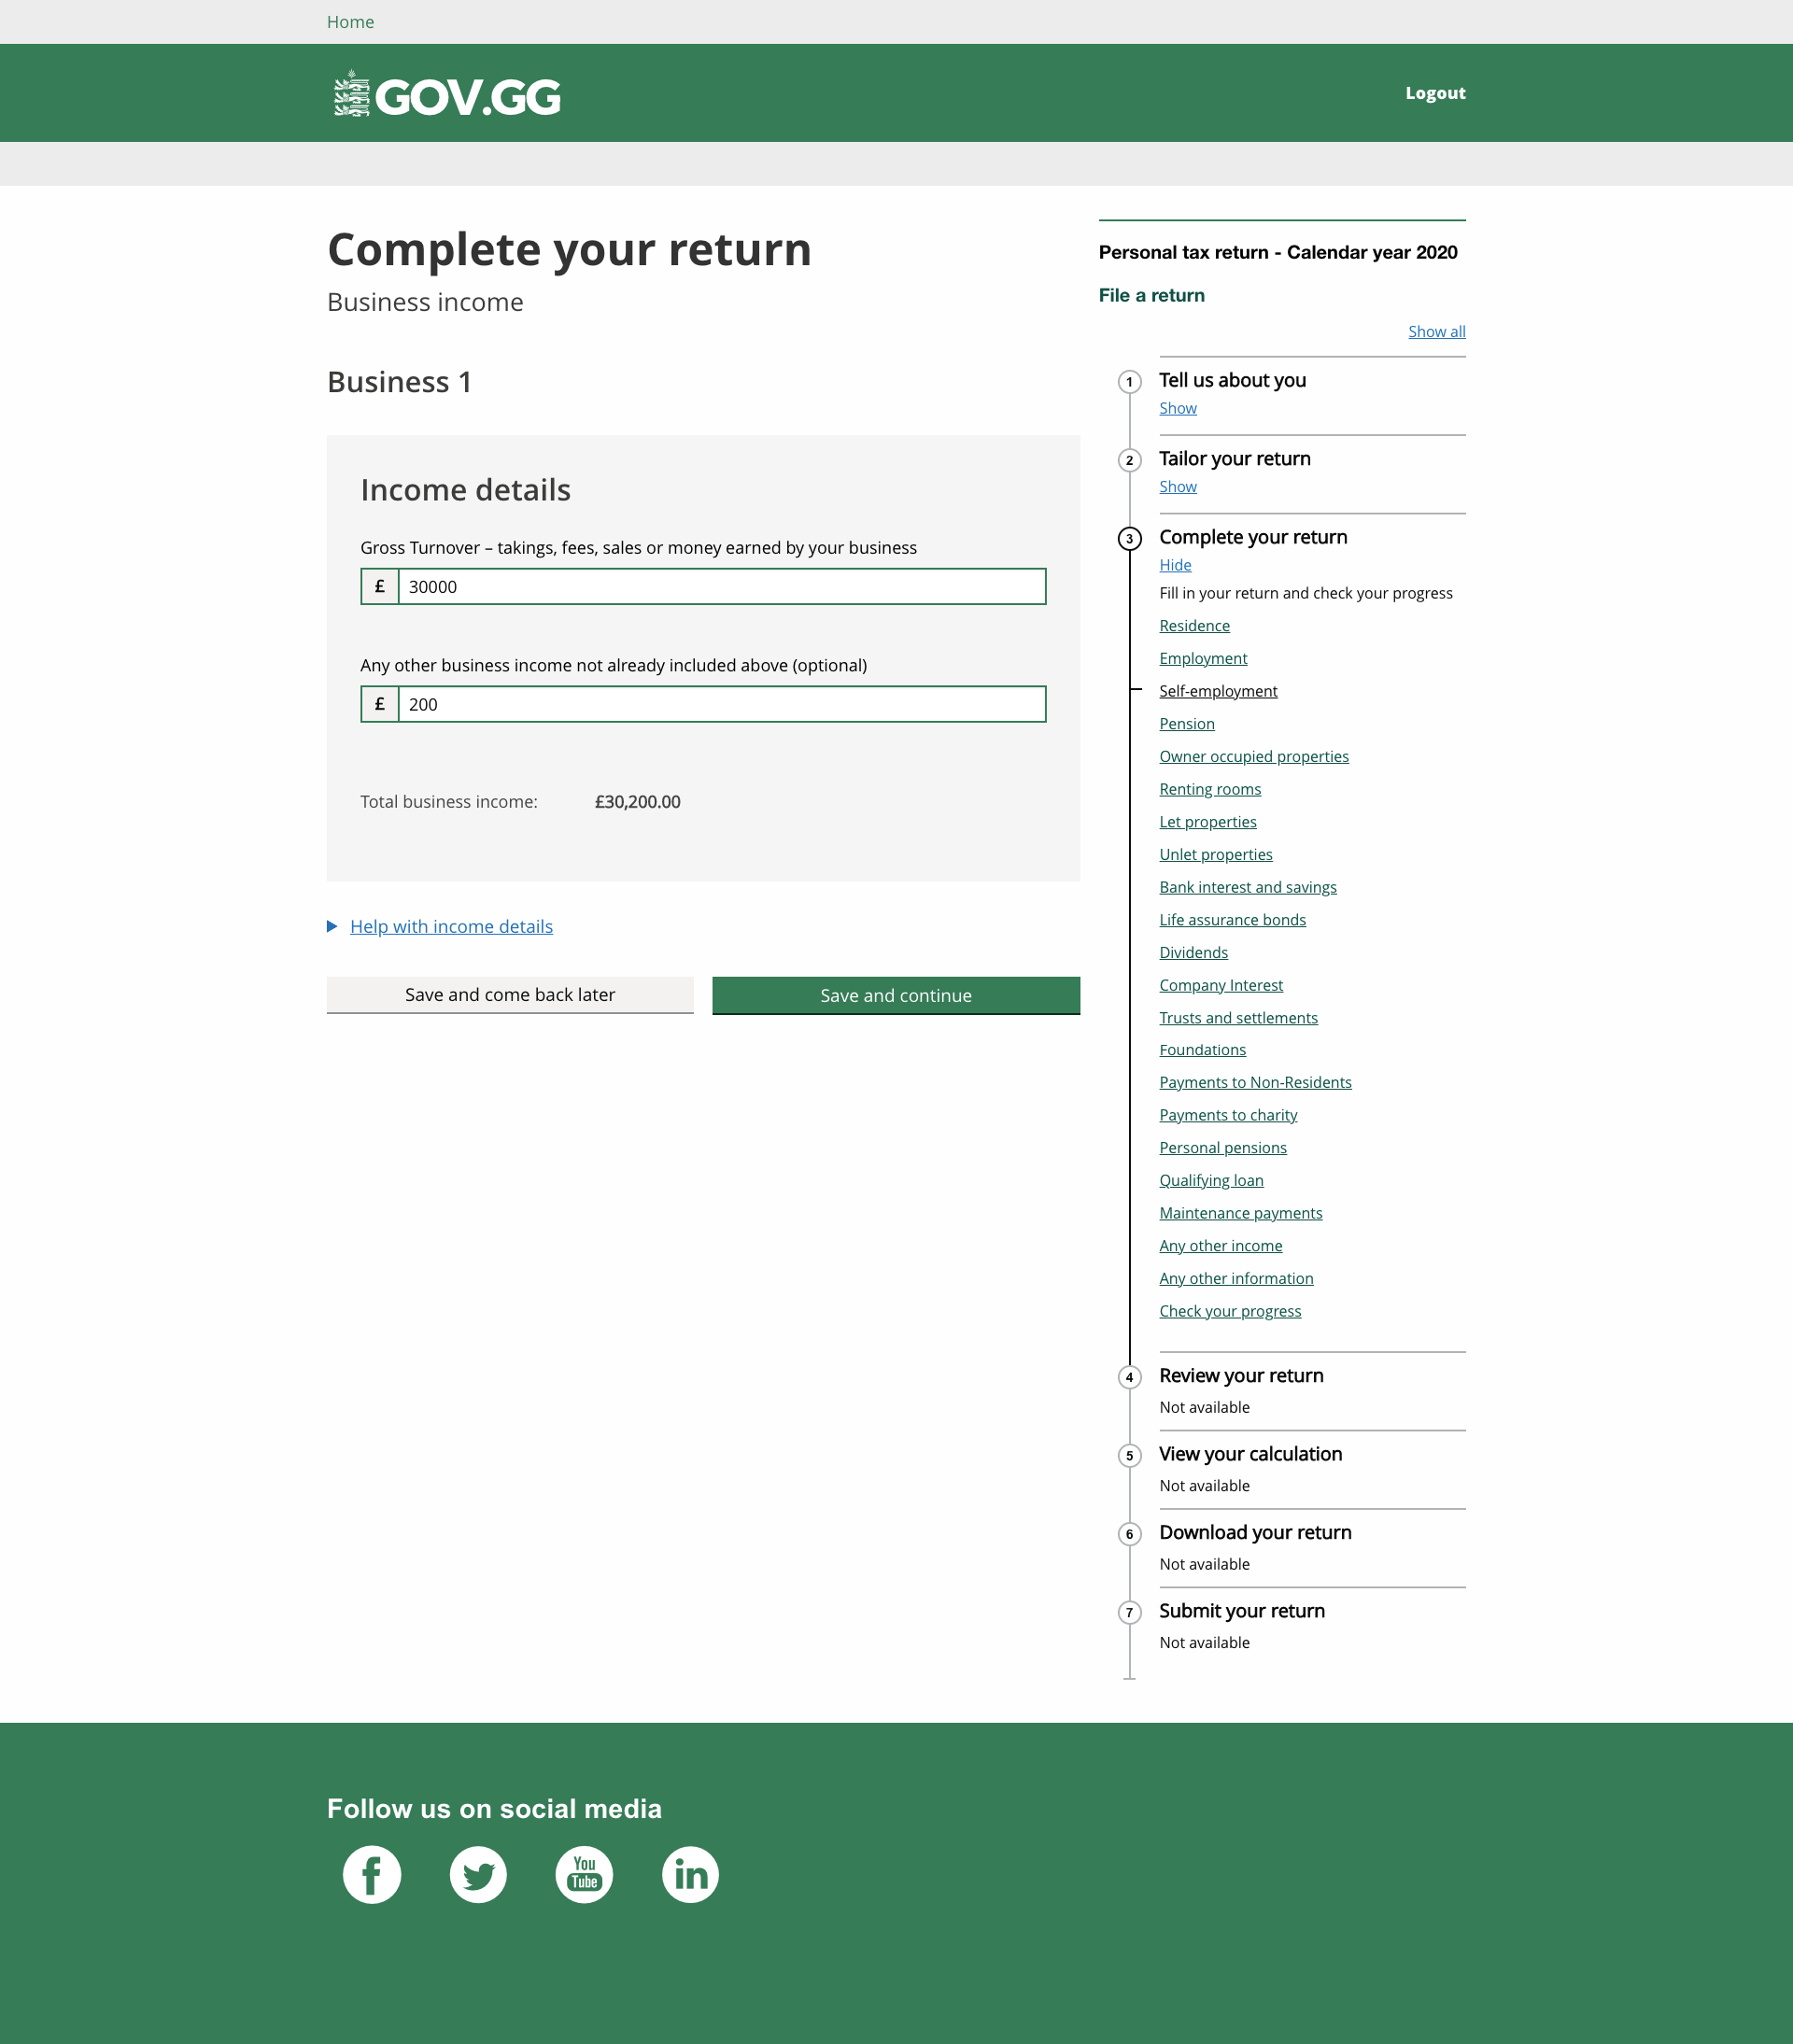 Home
GOV.GG
Logout
Complete your return
Business income
Business 1
Income details
Gross Turnover – takings, fees, sales or money earned by your business
£ 30000
Any other business income not already included above (optional)
£ 200
Total business income: £30,200.00
Help with income details
Save and come back later
Save and continue
Personal tax return - Calendar year 2020
File a return
Show all
1 Tell us about you
Show
2 Tailor your return
Show
3 Complete your return
Hide
Fill in your return and check your progress
Residence
Employment
Self-employment
Pension
Owner occupied properties
Renting rooms
Let properties
Unlet properties
Bank interest and savings
Life assurance bonds
Dividends
Company Interest
Trusts and settlements
Foundations
Payments to Non-Residents
Payments to charity
Personal pensions
Qualifying loan
Maintenance payments
Any other income
Any other information
Check your progress
4 Review your return
Not available
5 View your calculation
Not available
6 Download your return
Not available
7 Submit your return
Not available
Follow us on social media
f
You
Tube
in